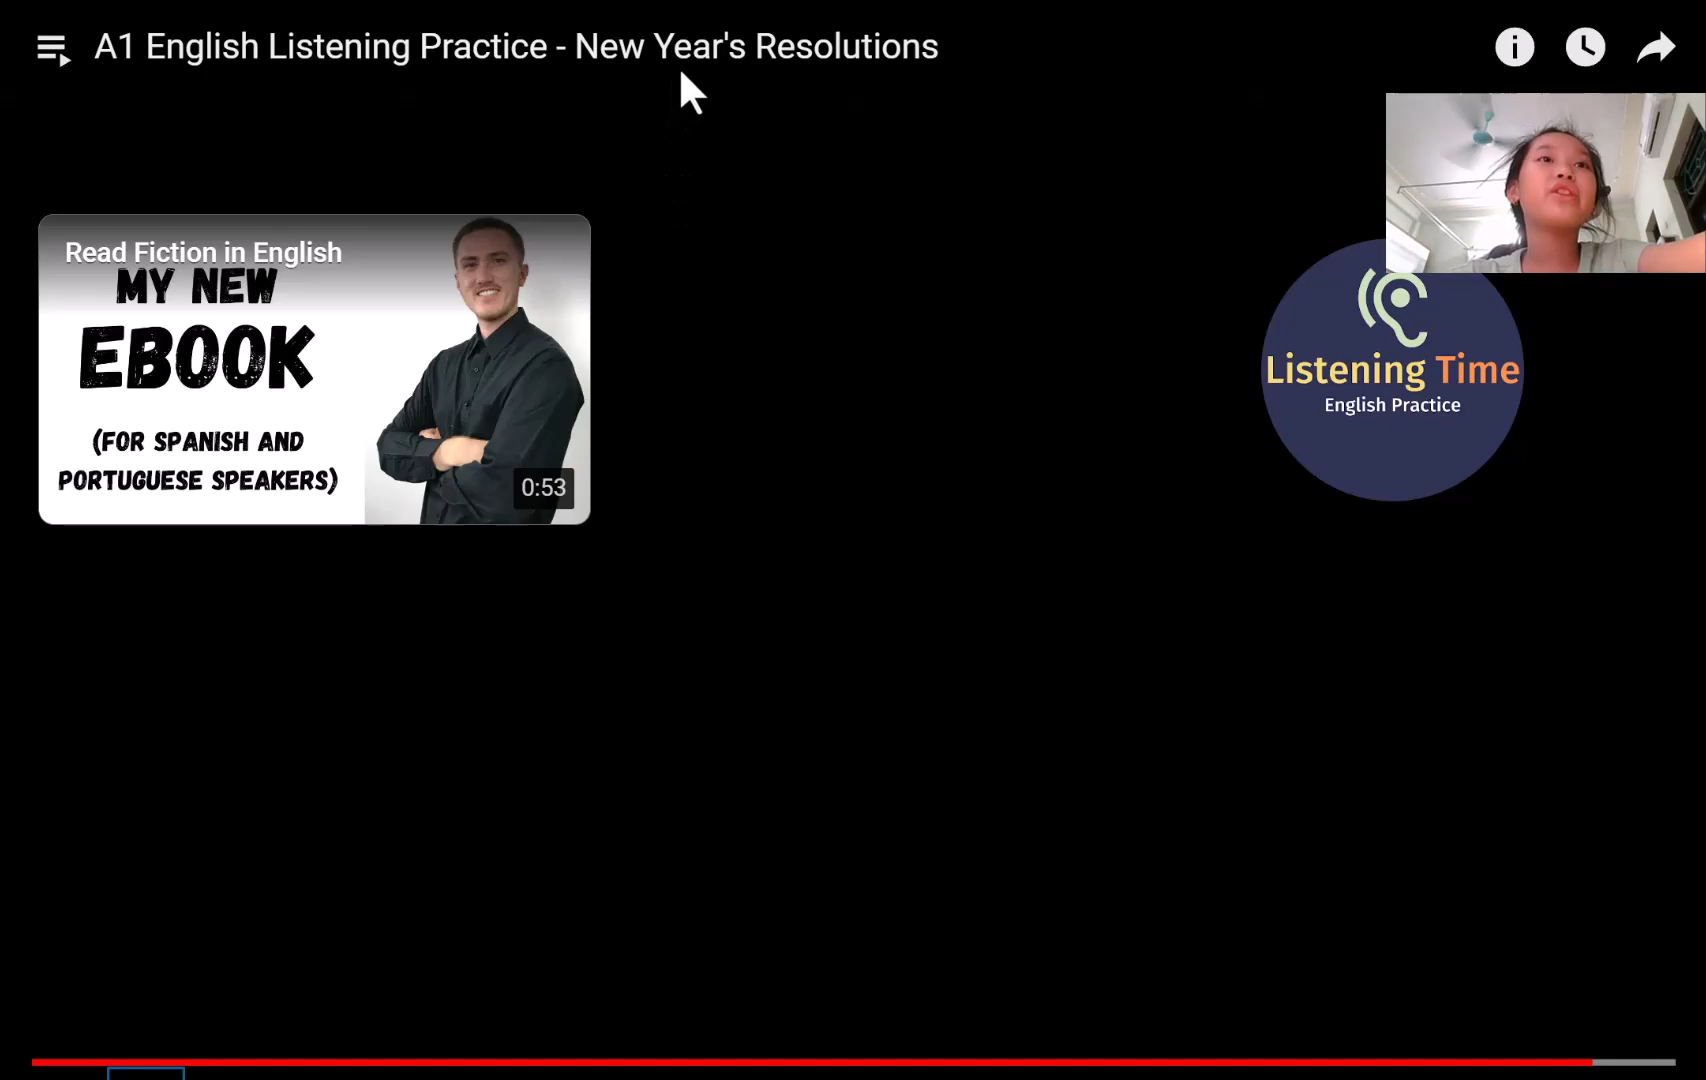 A1 English Listening Practice - New Year's Resolutions
Read Fiction in English
MY NEW
EBOOK
(FOR SPANISH AND
PORTUGUESE SPEAKERS)
0:53
Listening Time
English Practice